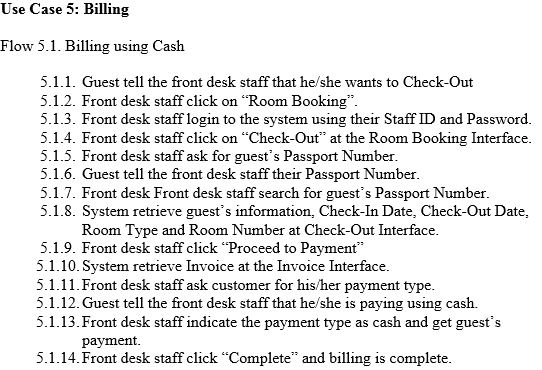 Use Case 5: Billing
Flow 5.1. Billing using Cash
5.1.1. Guest tell the front desk staff that he/she wants to Check-Out
5.1.2. Front desk staff click on “Room Booking”.
5.1.3. Front desk staff login to the system using their Staff ID and Password.
5.1.4. Front desk staff click on “Check-Out” at the Room Booking Interface.
5.1.5. Front desk staff ask for guest’s Passport Number.
5.1.6. Guest tell the front desk staff their Passport Number.
5.1.7. Front desk Front desk staff search for guest’s Passport Number.
5.1.8. System retrieve guest’s information, Check-In Date, Check-Out Date,
Room Type and Room Number at Check-Out Interface.
5.1.9. Front desk staff click “Proceed to Payment”
5.1.10. System retrieve Invoice at the Invoice Interface.
5.1.11. Front desk staff ask customer for his/her payment type.
5.1.12. Guest tell the front desk staff that he/she is paying using cash.
5.1.13. Front desk staff indicate the payment type as cash and get guest’s
payment.
5.1.14. Front desk staff click “Complete” and billing is complete.